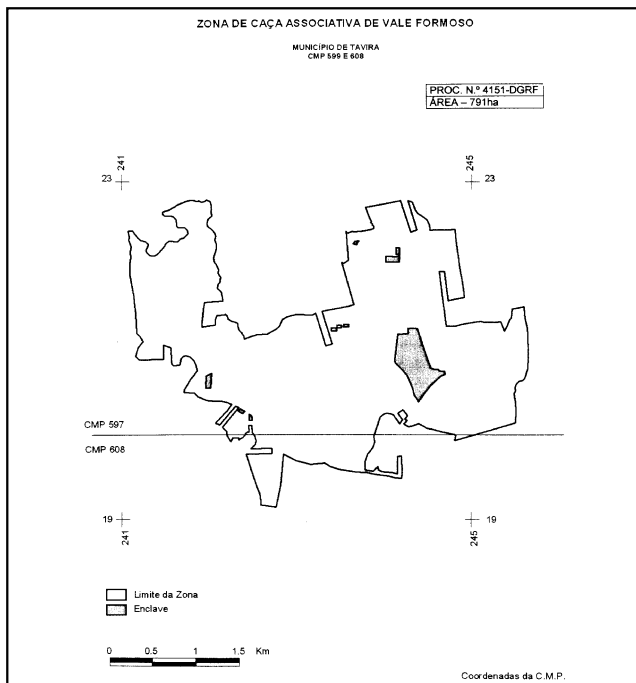 ZONA DE CAÇA ASSOCIATIVA DE VALE FORMOSO
MUNICÍPIO DE TAVIRA
CMP 599 E 608
PROC. N.º 4151-DGRF
ÁREA – 791ha
241
245
23
23
CMP 597
CMP 608
19
19
241
245
Limite da Zona
Enclave
0 0.5 1 1.5 Km
Coordenadas da C.M.P.